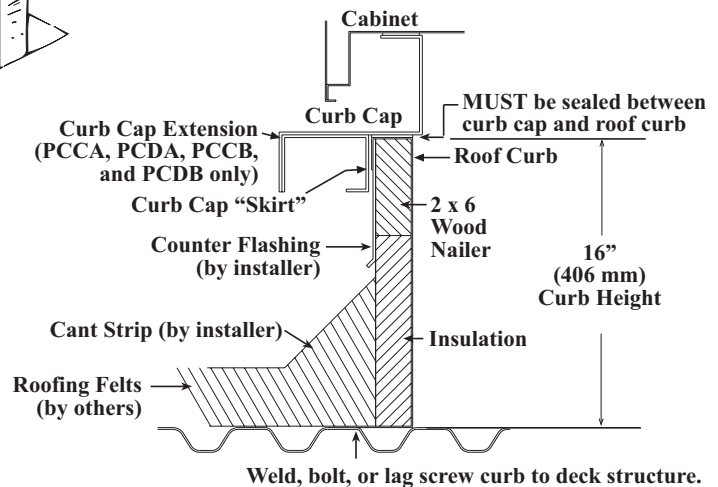 Cabinet
Curb Cap
MUST be sealed between
curb cap and roof curb
Curb Cap Extension
(PCCA, PCDA, PCCB,
and PCDB only)
Roof Curb
Curb Cap “Skirt”
2 x 6
Wood
Nailer
Counter Flashing
(by installer)
16”
(406 mm)
Curb Height
Cant Strip (by installer)
Insulation
Roofing Felts
(by others)
Weld, bolt, or lag screw curb to deck structure.